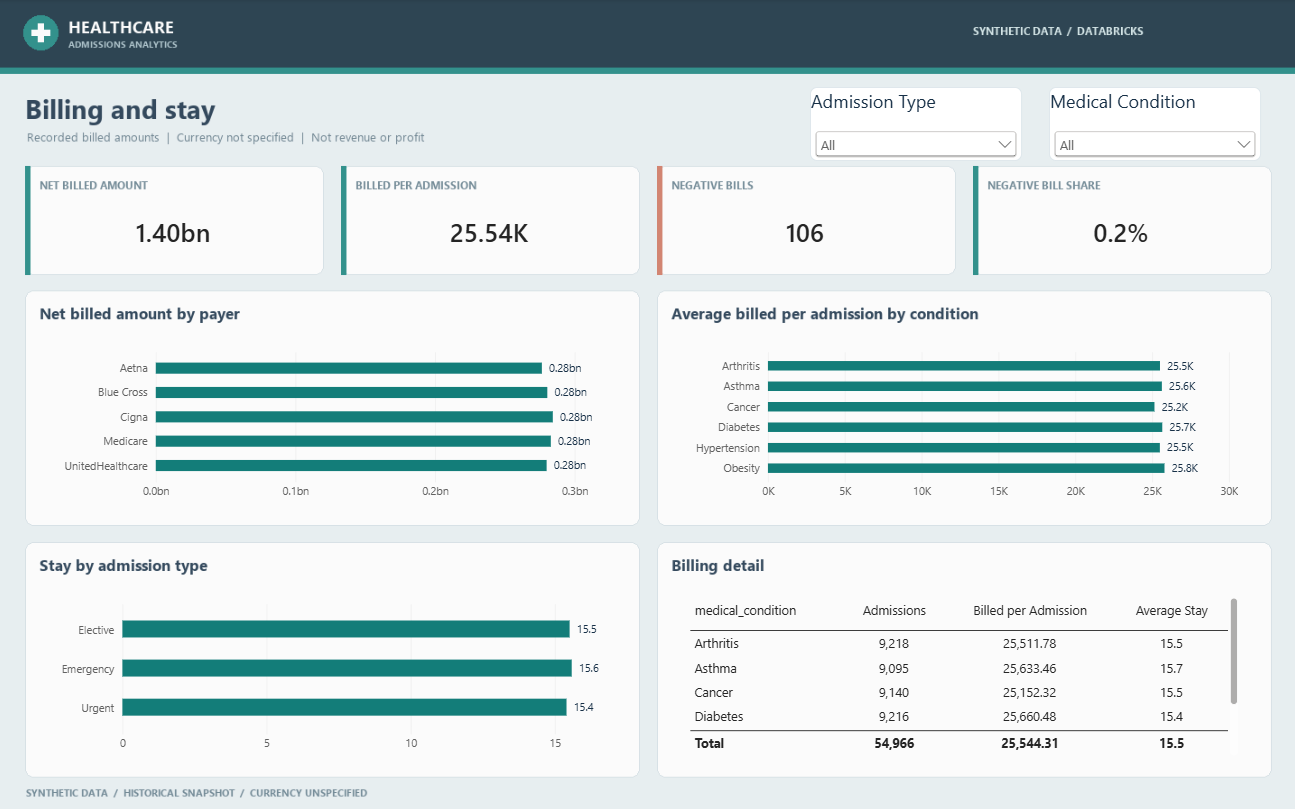 HEALTHCARE
ADMISSIONS ANALYTICS
SYNTHETIC DATA / DATABRICKS
Billing and stay
Recorded billed amounts | Currency not specified | Not revenue or profit
Admission Type
All
Medical Condition
All
NET BILLED AMOUNT
1.40bn
BILLED PER ADMISSION
25.54K
NEGATIVE BILLS
106
NEGATIVE BILL SHARE
0.2%
Net billed amount by payer
Aetna 0.28bn
Blue Cross 0.28bn
Cigna 0.28bn
Medicare 0.28bn
UnitedHealthcare 0.28bn
0.0bn 0.1bn 0.2bn 0.3bn
Average billed per admission by condition
Arthritis 25.5K
Asthma 25.6K
Cancer 25.2K
Diabetes 25.7K
Hypertension 25.5K
Obesity 25.8K
0K 5K 10K 15K 20K 25K 30K
Stay by admission type
Elective 15.5
Emergency 15.6
Urgent 15.4
0 5 10 15
Billing detail
medical_condition Admissions Billed per Admission Average Stay
Arthritis 9,218 25,511.78 15.5
Asthma 9,095 25,633.46 15.7
Cancer 9,140 25,152.32 15.5
Diabetes 9,216 25,660.48 15.4
Total 54,966 25,544.31 15.5
SYNTHETIC DATA / HISTORICAL SNAPSHOT / CURRENCY UNSPECIFIED